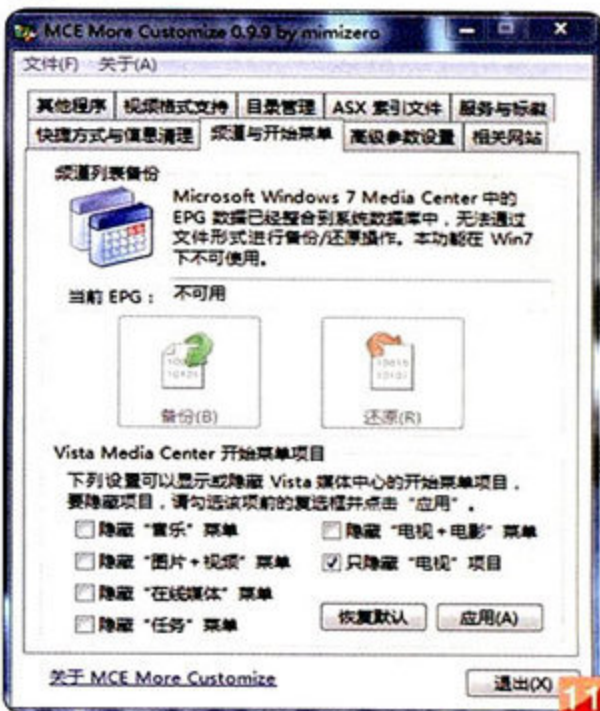 MCE More Customize 0.9.9 by mimizero
文件(F) 关于(A)
其他程序 视频格式支持 目录管理 ASX 索引文件 服务与标徽
快捷方式与信息清理 频道与开始菜单 高级参数设置 相关网站
频道列表备份
Microsoft Windows 7 Media Center 中的
EPG 数据已经整合到系统数据库中，无法通过
文件形式进行备份/还原操作。本功能在 Win7
下不可使用。
当前 EPG： 不可用
备份(B) 还原(R)
Vista Media Center 开始菜单项目
下列设置可以显示或隐藏 Vista 媒体中心的开始菜单项目，
要隐藏项目，请勾选该项前的复选框并点击“应用”。
隐藏“音乐”菜单 隐藏“电视+电影”菜单
隐藏“图片+视频”菜单 只隐藏“电视”项目
隐藏“在线媒体”菜单
隐藏“任务”菜单 恢复默认 应用(A)
关于 MCE More Customize 退出(X)
11